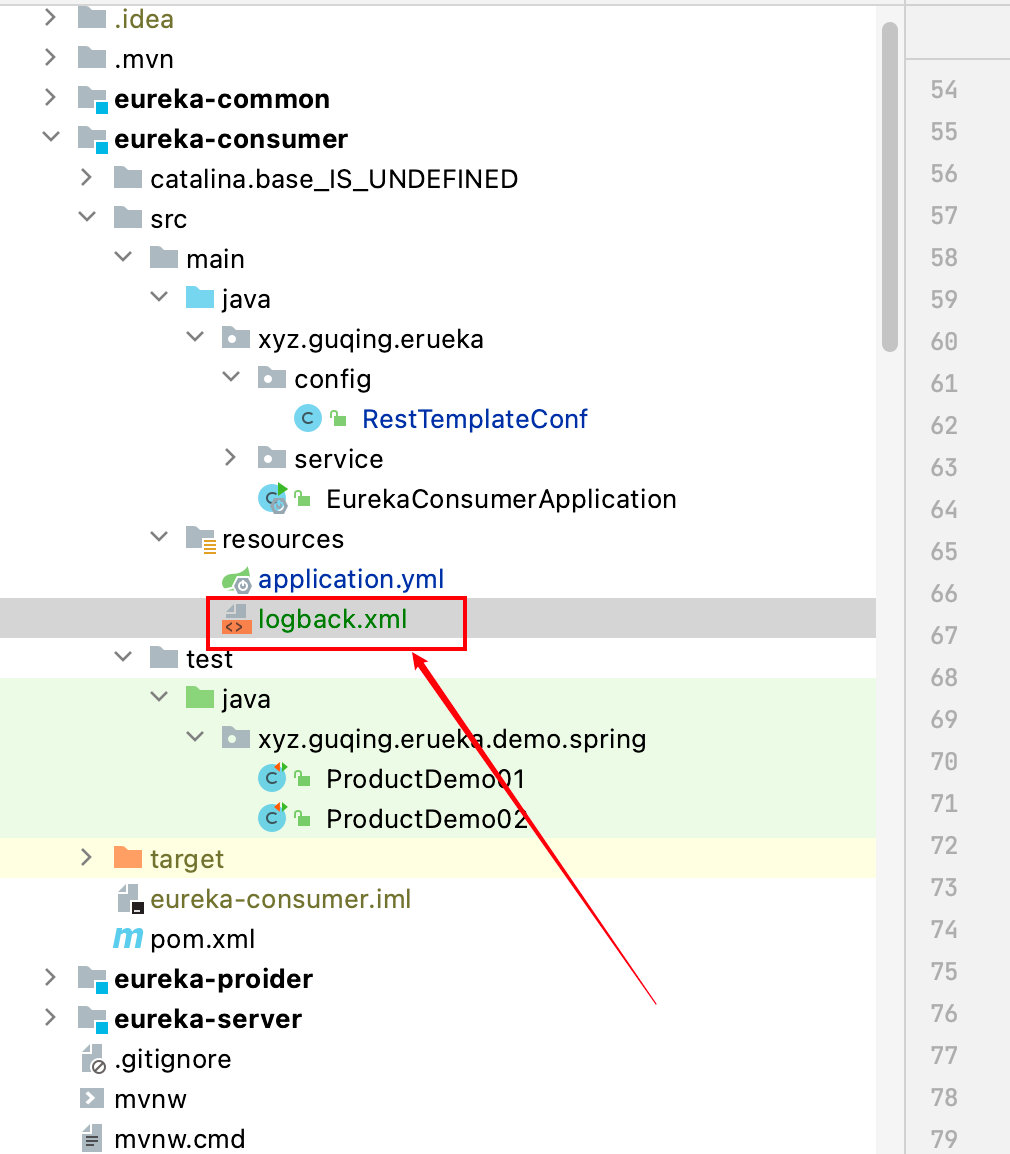 .idea
.mvn
eureka-common
eureka-consumer
catalina.base_IS_UNDEFINED
src
main
java
xyz.guqing.erueka
config
C RestTemplateConf
service
C EurekaConsumerApplication
resources
application.yml
<> logback.xml
test
java
xyz.guqing.erueka.demo.spring
C ProductDemo01
C ProductDemo02
target
eureka-consumer.iml
m pom.xml
eureka-proider
eureka-server
.gitignore
mvnw
mvnw.cmd
54
55
56
57
58
59
60
61
62
63
64
65
66
67
68
69
70
71
72
73
74
75
76
77
78
79